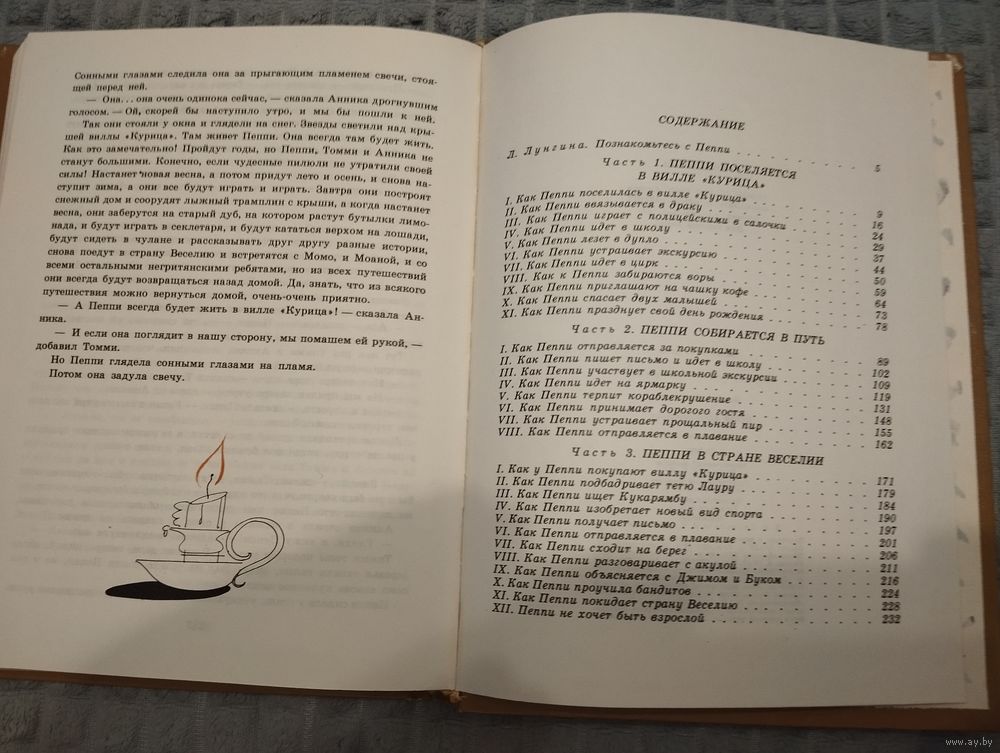 Сонными глазами следила она за прыгающим пламенем свечи, стоя-
щей перед ней.
— Она... она очень одинока сейчас, — сказала Анника дрогнувшим
голосом. — Ой, скорей бы наступило утро, и мы бы пошли к ней.
Так они стояли у окна и глядели на снег. Звезды светили над кры-
шей виллы «Курица». Там живет Пеппи. Она всегда там будет жить.
Как это замечательно! Пройдут годы, но Пеппи, Томми и Анника не
станут большими. Конечно, если чудесные пилюли не утратили своей
силы! Настанет новая весна, а потом придут лето и осень, и снова на-
ступит зима, а они все будут играть и играть. Завтра они построят
снежный дом и соорудят лыжный трамплин с крыши, а когда настанет
весна, они заберутся на старый дуб, на котором растут бутылки лимо-
нада, и будут играть в секлетаря, и будут кататься верхом на лошади,
будут сидеть в чулане и рассказывать друг другу разные истории,
снова поедут в страну Веселию и встретятся с Момо, и Моаной, и со
всеми остальными негритянскими ребятами, но из всех путешествий
они всегда будут возвращаться назад домой. Да, знать, что из всякого
путешествия можно вернуться домой, очень-очень приятно.
— А Пеппи всегда будет жить в вилле «Курица»! — сказала Ан-
ника.
— И если она поглядит в нашу сторону, мы помашем ей рукой, —
добавил Томми.
Но Пеппи глядела сонными глазами на пламя.
Потом она задула свечу.
СОДЕРЖАНИЕ
Л. Лунгина. Познакомьтесь с Пеппи 5
Часть 1. ПЕППИ ПОСЕЛЯЕТСЯ
В ВИЛЛЕ «КУРИЦА»
I. Как Пеппи поселилась в вилле «Курица» 9
II. Как Пеппи ввязывается в драку 16
III. Как Пеппи играет с полицейскими в салочки 24
IV. Как Пеппи идет в школу 29
V. Как Пеппи лезет в дупло 37
VI. Как Пеппи устраивает экскурсию 44
VII. Как Пеппи идет в цирк 50
VIII. Как к Пеппи забираются воры 59
IX. Как Пеппи приглашают на чашку кофе 64
X. Как Пеппи спасает двух малышей 73
XI. Как Пеппи празднует свой день рождения 78
Часть 2. ПЕППИ СОБИРАЕТСЯ В ПУТЬ
I. Как Пеппи отправляется за покупками 89
II. Как Пеппи пишет письмо и идет в школу 102
III. Как Пеппи участвует в школьной экскурсии 109
IV. Как Пеппи идет на ярмарку 119
V. Как Пеппи терпит кораблекрушение 131
VI. Как Пеппи принимает дорогого гостя 148
VII. Как Пеппи устраивает прощальный пир 155
VIII. Как Пеппи отправляется в плавание 162
Часть 3. ПЕППИ В СТРАНЕ ВЕСЕЛИИ
I. Как у Пеппи покупают виллу «Курица» 171
II. Как Пеппи подбадривает тетю Лауру 179
III. Как Пеппи ищет Кукарямбу 184
IV. Как Пеппи изобретает новый вид спорта 190
V. Как Пеппи получает письмо 197
VI. Как Пеппи отправляется в плавание 201
VII. Как Пеппи сходит на берег 206
VIII. Как Пеппи разговаривает с акулой 211
IX. Как Пеппи объясняется с Джимом и Буком 216
X. Как Пеппи проучила бандитов 224
XI. Как Пеппи покидает страну Веселию 228
XII. Пеппи не хочет быть взрослой 232
www.ay.by